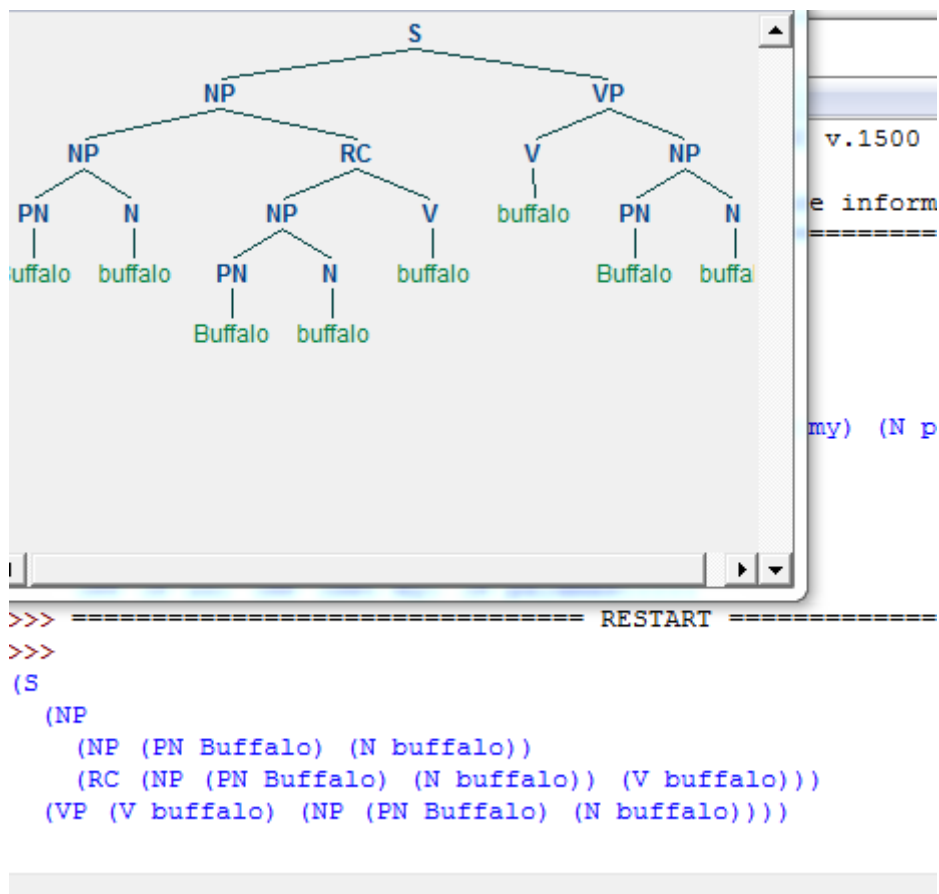 S
NP VP
NP RC V NP
PN N NP V buffalo PN N
buffalo PN N buffalo Buffalo
Buffalo buffalo
v.1500
e inform
==========
my) (N p
>>> ================================ RESTART =============
>>>
(S
(NP
(NP (PN Buffalo) (N buffalo))
(RC (NP (PN Buffalo) (N buffalo)) (V buffalo)))
(VP (V buffalo) (NP (PN Buffalo) (N buffalo))))